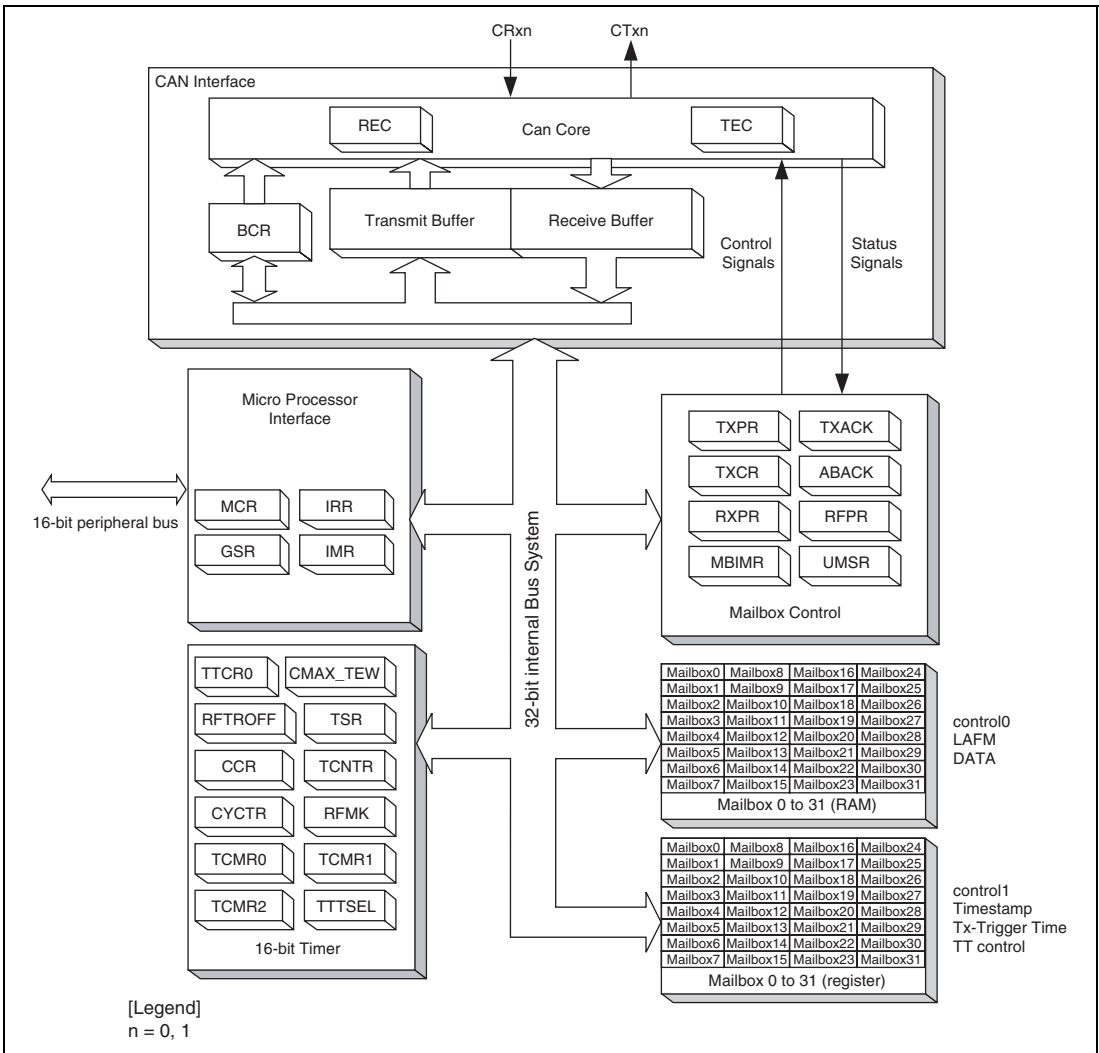 CRxn CTxn
CAN Interface
REC Can Core TEC
BCR
Transmit Buffer Receive Buffer
Control
Signals
Status
Signals
Micro Processor
Interface
MCR IRR
GSR IMR
16-bit peripheral bus
32-bit internal Bus System
TXPR TXACK
TXCR ABACK
RXPR RFPR
MBIMR UMSR
Mailbox Control
TTCR0 CMAX_TEW
RFTROFF TSR
CCR TCNTR
CYCTR RFMK
TCMR0 TCMR1
TCMR2 TTTSEL
16-bit Timer
Mailbox0 Mailbox8 Mailbox16 Mailbox24
Mailbox1 Mailbox9 Mailbox17 Mailbox25
Mailbox2 Mailbox10 Mailbox18 Mailbox26
Mailbox3 Mailbox11 Mailbox19 Mailbox27
Mailbox4 Mailbox12 Mailbox20 Mailbox28
Mailbox5 Mailbox13 Mailbox21 Mailbox29
Mailbox6 Mailbox14 Mailbox22 Mailbox30
Mailbox7 Mailbox15 Mailbox23 Mailbox31
Mailbox 0 to 31 (RAM)
control0
LAFM
DATA
Mailbox0 Mailbox8 Mailbox16 Mailbox24
Mailbox1 Mailbox9 Mailbox17 Mailbox25
Mailbox2 Mailbox10 Mailbox18 Mailbox26
Mailbox3 Mailbox11 Mailbox19 Mailbox27
Mailbox4 Mailbox12 Mailbox20 Mailbox28
Mailbox5 Mailbox13 Mailbox21 Mailbox29
Mailbox6 Mailbox14 Mailbox22 Mailbox30
Mailbox7 Mailbox15 Mailbox23 Mailbox31
Mailbox 0 to 31 (register)
control1
Timestamp
Tx-Trigger Time
TT control
[Legend]
n = 0, 1